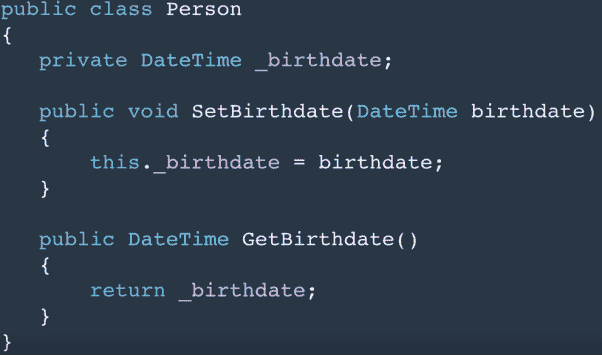 public class Person
{
private DateTime _birthdate;
public void SetBirthdate(DateTime birthdate)
{
this._birthdate = birthdate;
}
public DateTime GetBirthdate()
{
return _birthdate;
}
}